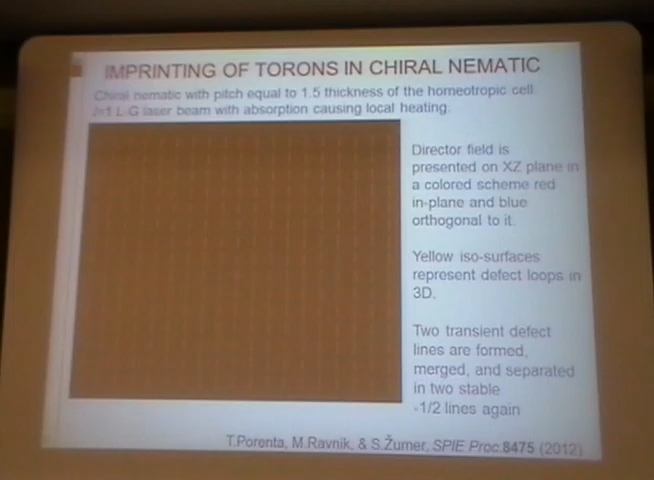 IMPRINTING OF TORONS IN CHIRAL NEMATIC
Chiral nematic with pitch equal to 1.5 thickness of the homeotropic cell
l=1 L-G laser beam with absorption causing local heating.
Director field is
presented on XZ plane in
a colored scheme red
in-plane and blue
orthogonal to it.
Yellow iso-surfaces
represent defect loops in
3D.
Two transient defect
lines are formed,
merged, and separated
in two stable
-1/2 lines again
T.Porenta, M.Ravnik, & S.Žumer, SPIE Proc.8475 (2012)